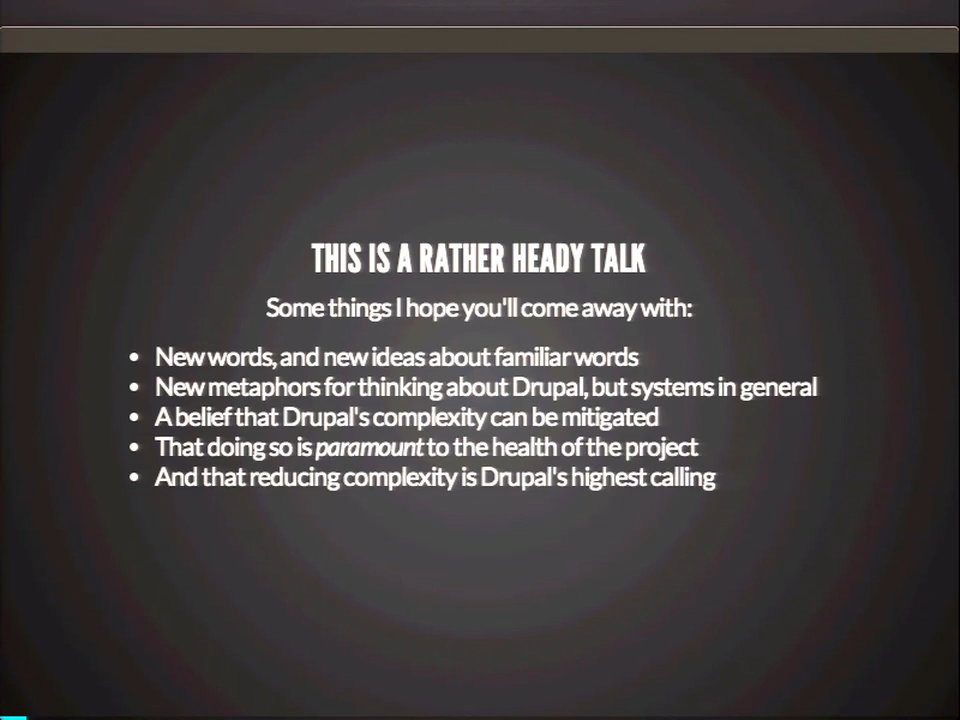 THIS IS A RATHER HEADY TALK
Some things I hope you'll come away with:
• New words, and new ideas about familiar words
• New metaphors for thinking about Drupal, but systems in general
• A belief that Drupal's complexity can be mitigated
• That doing so is paramount to the health of the project
• And that reducing complexity is Drupal's highest calling